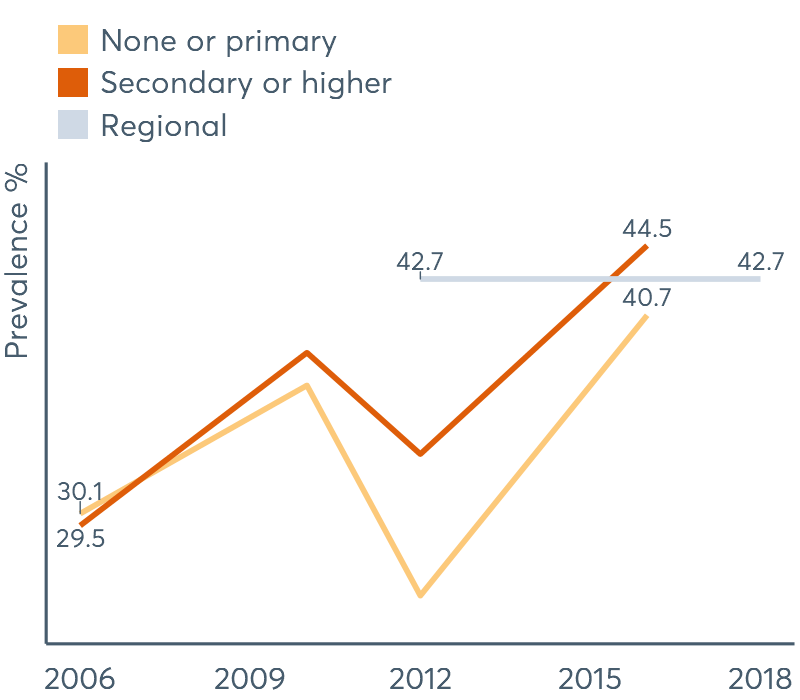 None or primary
Secondary or higher
Regional
Prevalence %
44.5
42.7
42.7
40.7
30.1
29.5
2006
2009
2012
2015
2018